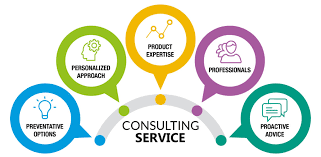 PREVENTATIVE
OPTIONS
PERSONALIZED
APPROACH
PRODUCT
EXPERTISE
PROFESSIONALS
PROACTIVE
ADVICE
CONSULTING
SERVICE